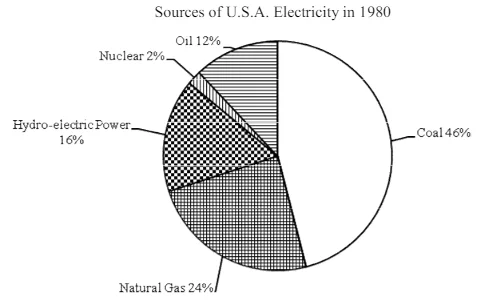 Sources of U.S.A. Electricity in 1980
Oil 12%
Nuclear 2%
Hydro-electric Power
16%
Coal 46%
Natural Gas 24%